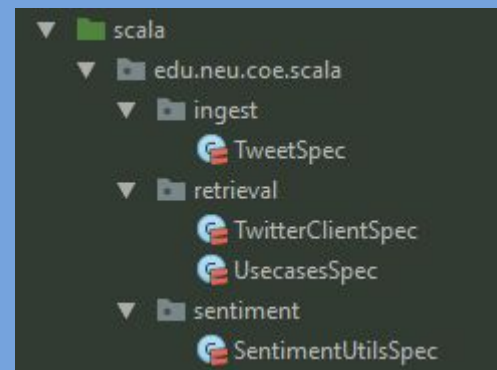 scala
edu.neu.coe.scala
ingest
TweetSpec
retrieval
TwitterClientSpec
UsecasesSpec
sentiment
SentimentUtilsSpec